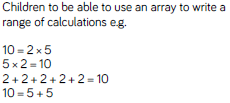 Children to be able to use an array to write a
range of calculations e.g.
10 = 2 x 5
5 x 2 = 10
2 + 2 + 2 + 2 + 2 = 10
10 = 5 + 5